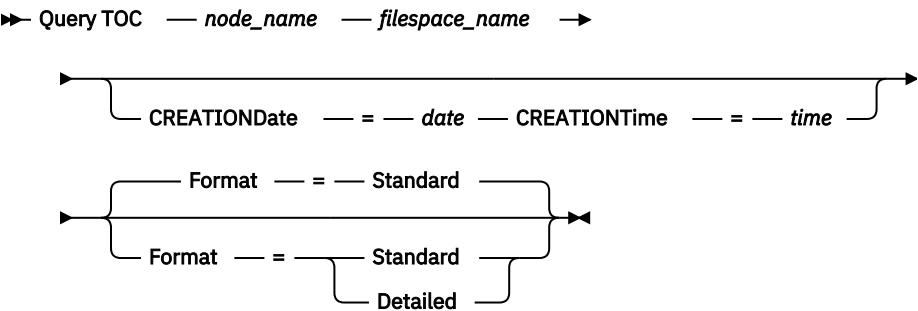 Query TOC node_name filespace_name
CREATIONDate = date CREATIONTime = time
Format = Standard
Format = Standard
Detailed